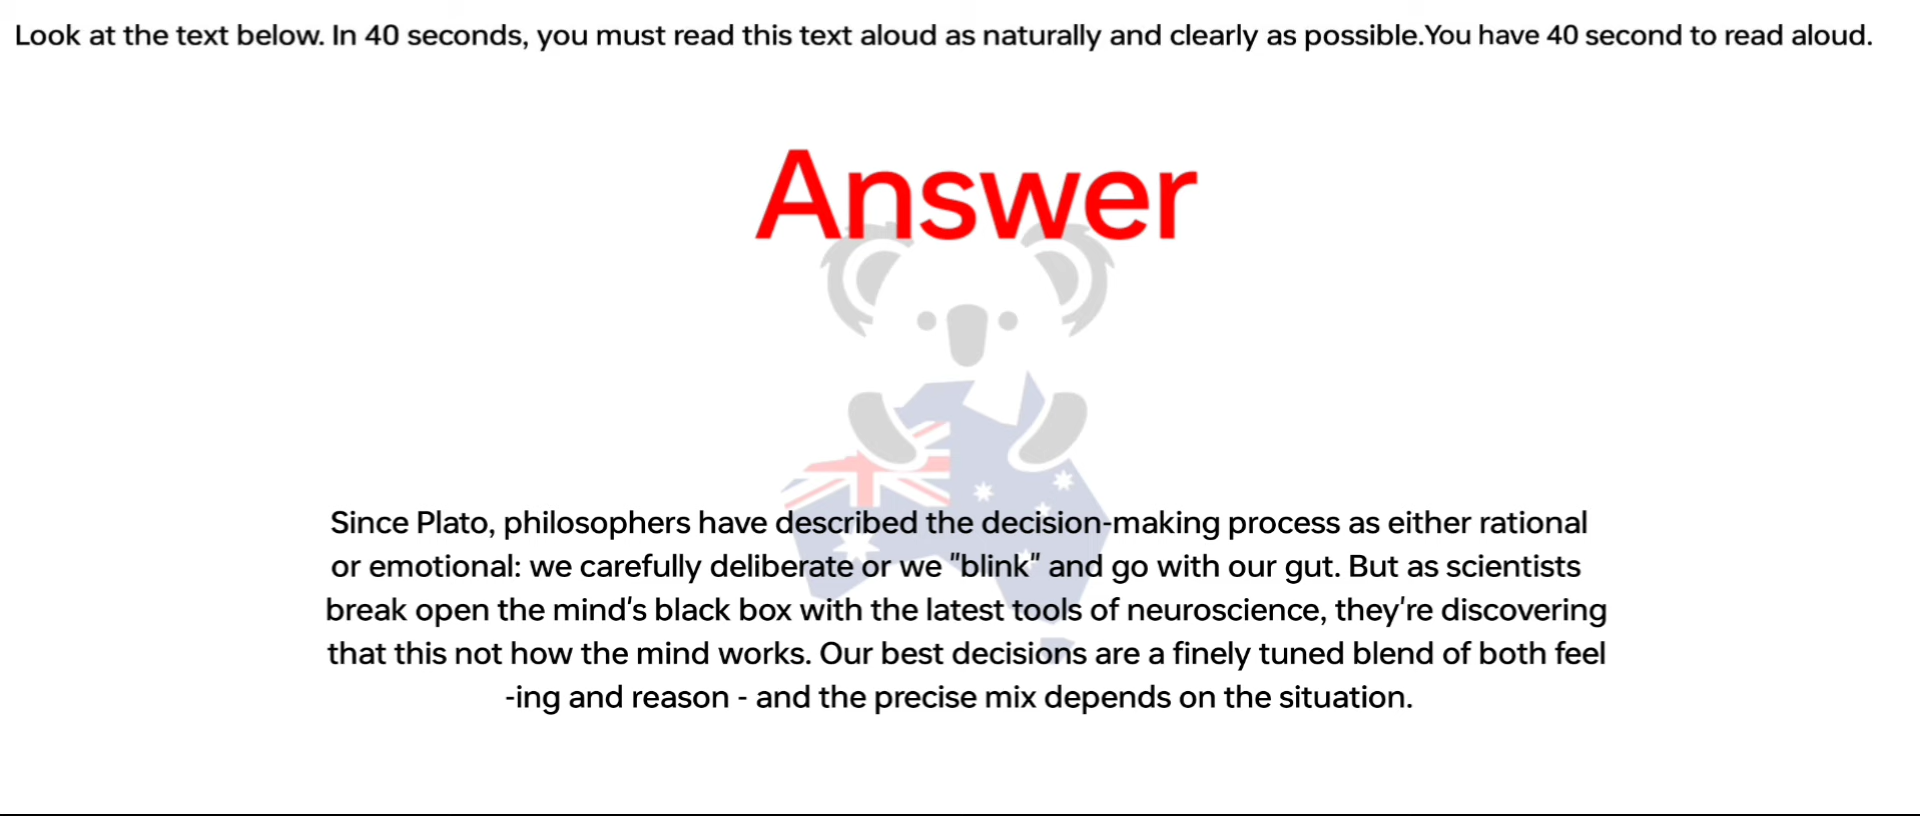 Look at the text below. In 40 seconds, you must read this text aloud as naturally and clearly as possible.You have 40 second to read aloud.
Answer
Since Plato, philosophers have described the decision-making process as either rational
or emotional: we carefully deliberate or we "blink" and go with our gut. But as scientists
break open the mind's black box with the latest tools of neuroscience, they're discovering
that this not how the mind works. Our best decisions are a finely tuned blend of both feel
-ing and reason - and the precise mix depends on the situation.